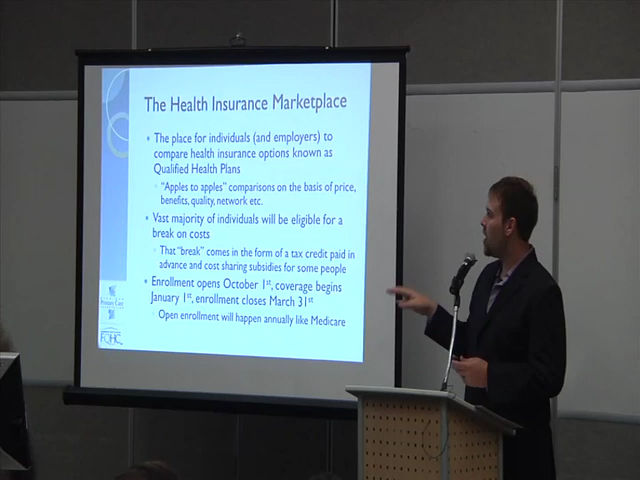 The Health Insurance Marketplace
• The place for individuals (and employers) to
compare health insurance options known as
Qualified Health Plans
• "Apples to apples" comparisons on the basis of price,
benefits, quality, network etc.
• Vast majority of individuals will be eligible for a
break on costs
• That "break" comes in the form of a tax credit paid in
advance and cost sharing subsidies for some people
• Enrollment opens October 1st, coverage begins
January 1st, enrollment closes March 31st
• Open enrollment will happen annually like Medicare
Primary Care
FQHC